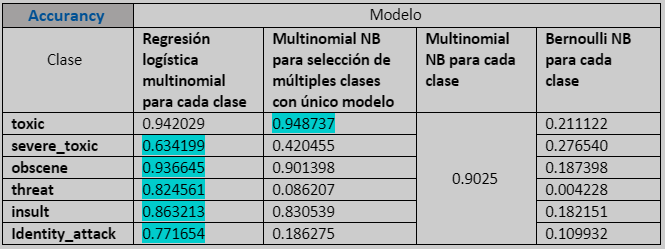 Accurancy Modelo
Clase Regresión logística multinomial para cada clase Multinomial NB para selección de múltiples clases con único modelo Multinomial NB para cada clase Bernoulli NB para cada clase
toxic 0.942029 0.948737 0.9025 0.211122
severe_toxic 0.634199 0.420455 0.276540
obscene 0.936645 0.901398 0.187398
threat 0.824561 0.086207 0.004228
insult 0.863213 0.830539 0.182151
Identity_attack 0.771654 0.186275 0.109932